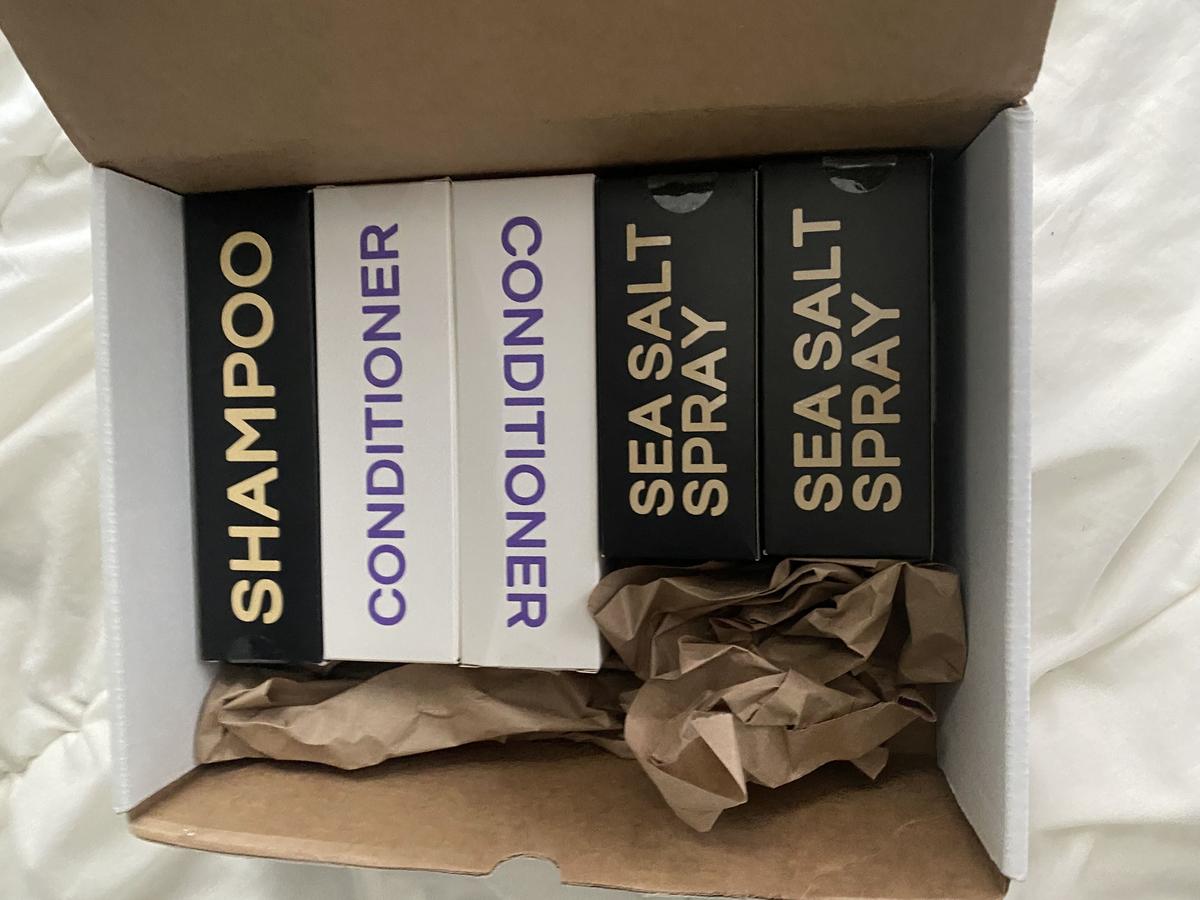 SHAMPOO
CONDITIONER
CONDITIONER
SEA SALT
SPRAY
SEA SALT
SPRAY